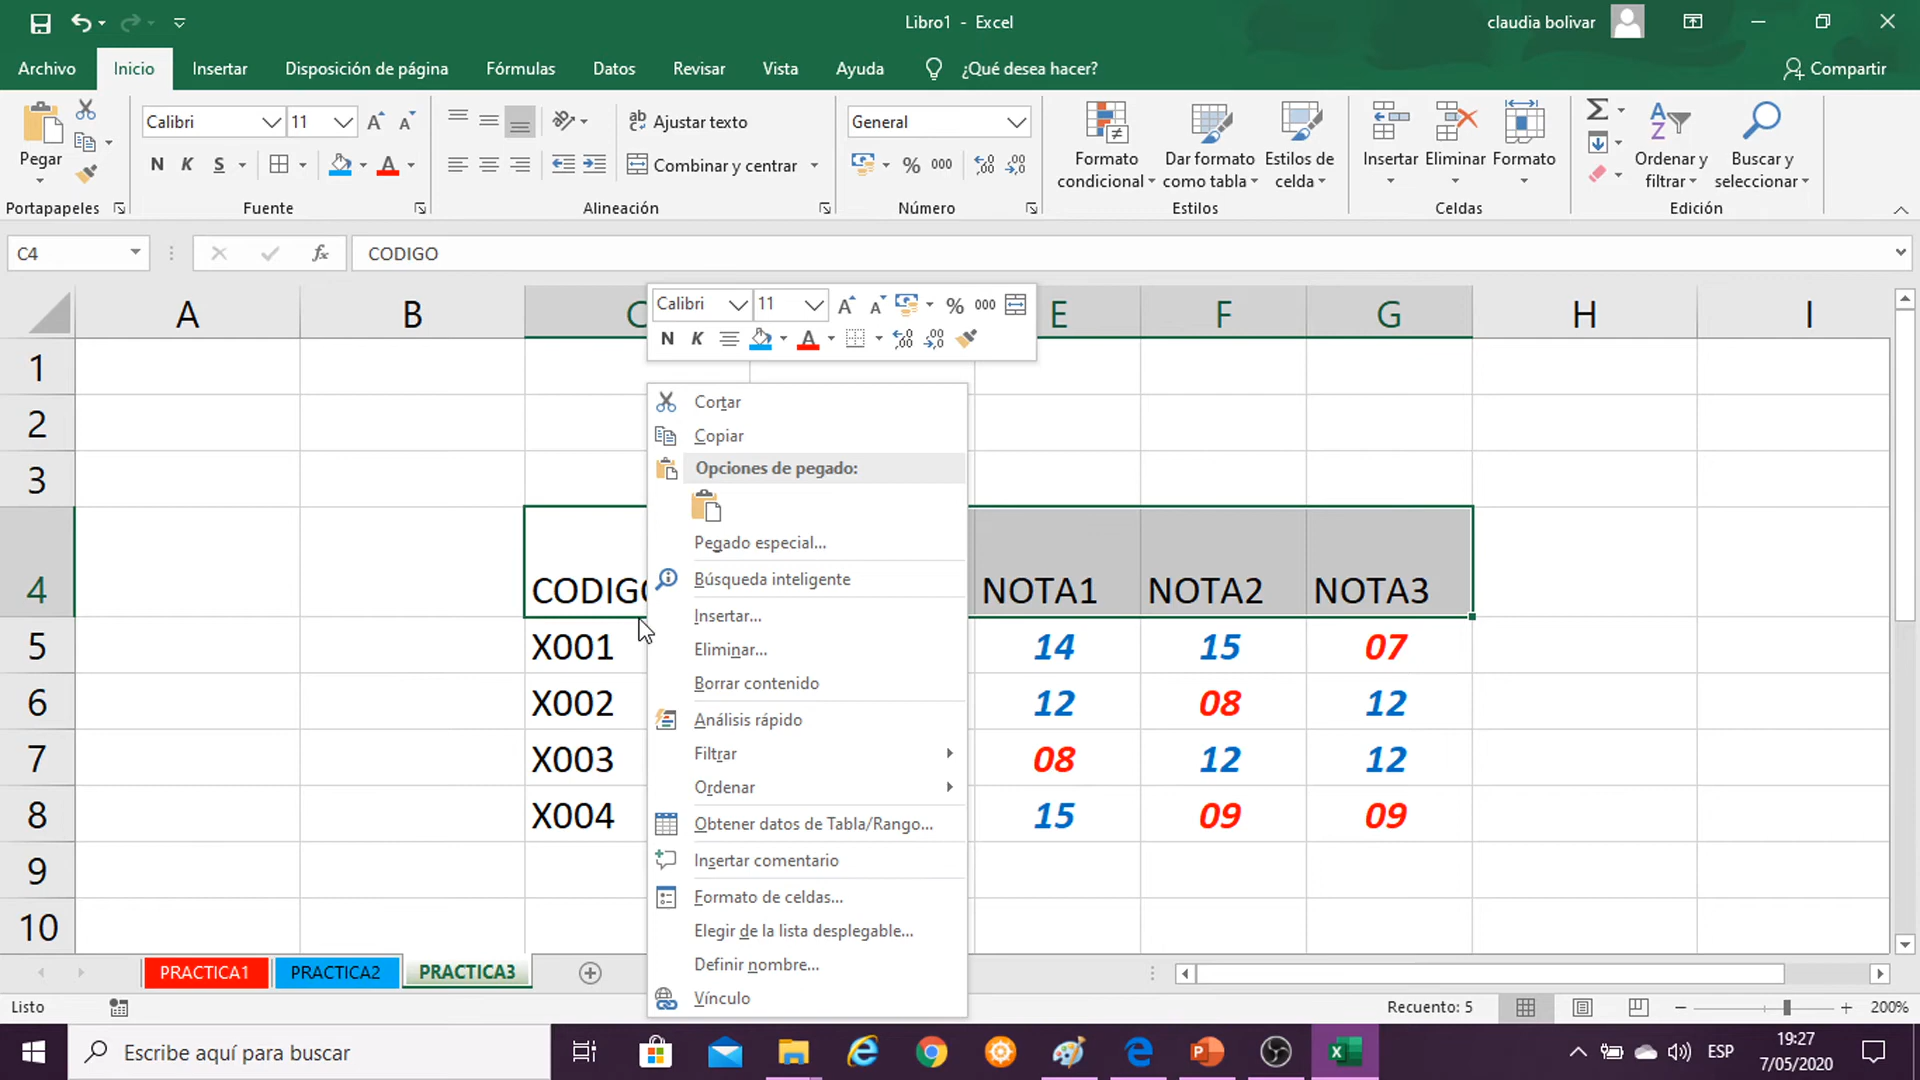 Libro1 - Excel
claudia bolivar
Archivo Inicio Insertar Disposición de página Fórmulas Datos Revisar Vista Ayuda ¿Qué desea hacer? Compartir
Calibri 11 Ajustar texto General
Pegar N K S A Combinar y centrar % 000
Formato condicional
Dar formato como tabla
Estilos de celda
Insertar Eliminar Formato
Ordenar y filtrar
Buscar y seleccionar
Portapapeles Fuente Alineación Número Estilos Celdas Edición
C4 fx CODIGO
Calibri 11 A A % 000
N K A
A B C E F G H I
1
2
3
4 CODIGO NOTA1 NOTA2 NOTA3
5 X001 14 15 07
6 X002 12 08 12
7 X003 08 12 12
8 X004 15 09 09
9
10
Cortar
Copiar
Opciones de pegado:
Pegado especial...
Búsqueda inteligente
Insertar...
Eliminar...
Borrar contenido
Análisis rápido
Filtrar
Ordenar
Obtener datos de Tabla/Rango...
Insertar comentario
Formato de celdas...
Elegir de la lista desplegable...
Definir nombre...
Vínculo
PRACTICA1 PRACTICA2 PRACTICA3
Listo Recuento: 5 200%
Escribe aquí para buscar
ESP
19:27
7/05/2020